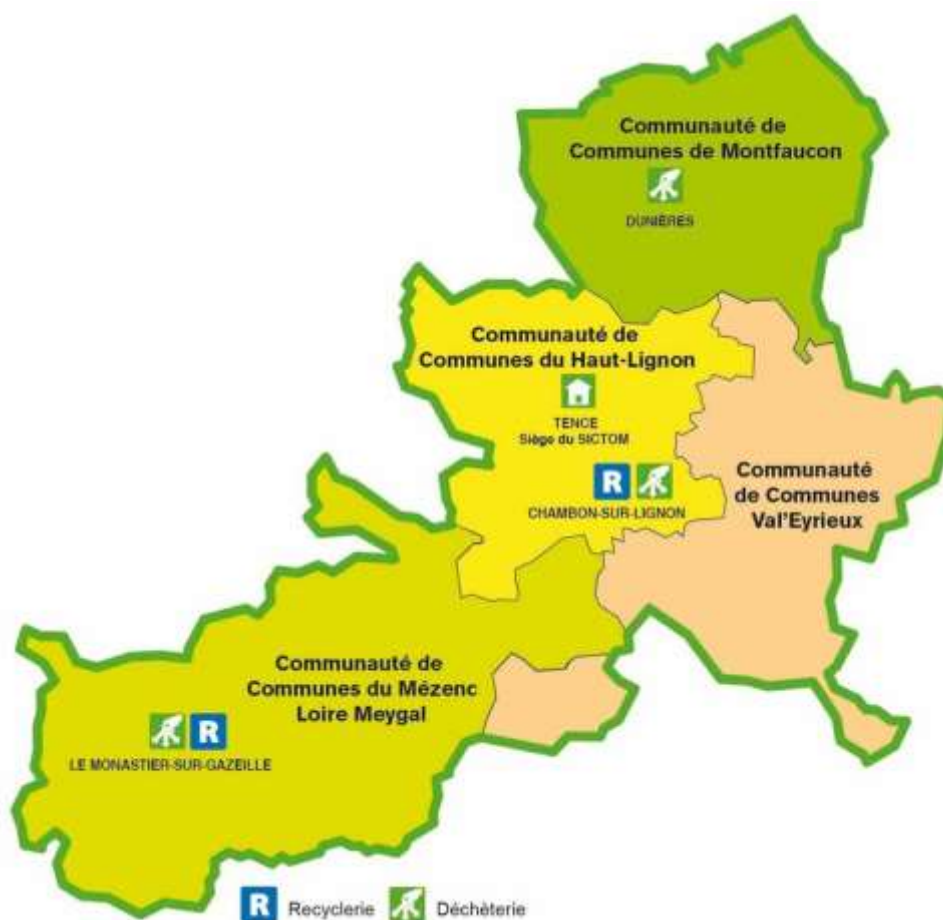 Communauté de
Communes de Montfaucon
DUNIÈRES
Communauté de
Communes du Haut-Lignon
TENCE
Siège du SICTOM
R
CHAMBON-SUR-LIGNON
Communauté
de Communes
Val'Eyrieux
Communauté de
Communes du Mézenc
Loire Meygal
R
LE MONASTIER-SUR-GAZEILLE
R Recyclerie Déchèterie